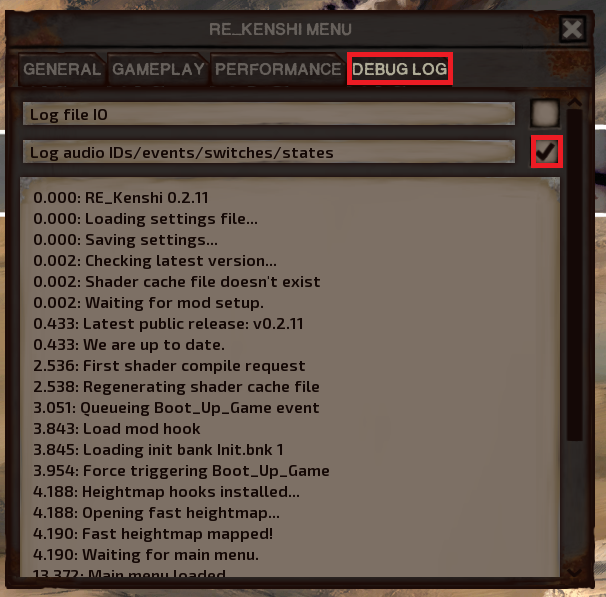 RE_KENSHI MENU
GENERAL GAMEPLAY PERFORMANCE DEBUG LOG
Log file IO
Log audio IDs/events/switches/states
0.000: RE_Kenshi 0.2.11
0.000: Loading settings file...
0.000: Saving settings...
0.002: Checking latest version...
0.002: Shader cache file doesn't exist
0.002: Waiting for mod setup.
0.433: Latest public release: v0.2.11
0.433: We are up to date.
2.536: First shader compile request
2.538: Regenerating shader cache file
3.051: Queueing Boot_Up_Game event
3.843: Load mod hook
3.845: Loading init bank Init.bnk 1
3.954: Force triggering Boot_Up_Game
4.188: Heightmap hooks installed...
4.188: Opening fast heightmap...
4.190: Fast heightmap mapped!
4.190: Waiting for main menu.
13.372: Main menu loaded